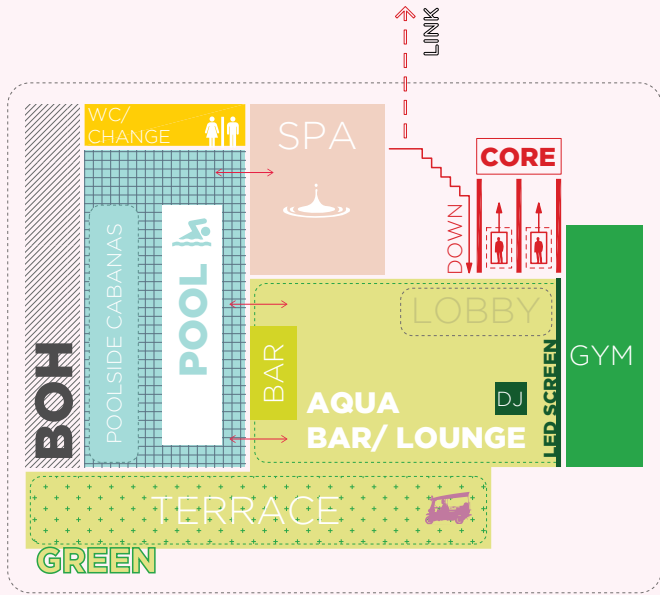 LINK
WC/
CHANGE
SPA
CORE
DOWN
POOLSIDE CABANAS
POOL
LOBBY
BOH
BAR
AQUA
BAR/ LOUNGE
DJ
LED SCREEN
GYM
TERRACE
GREEN